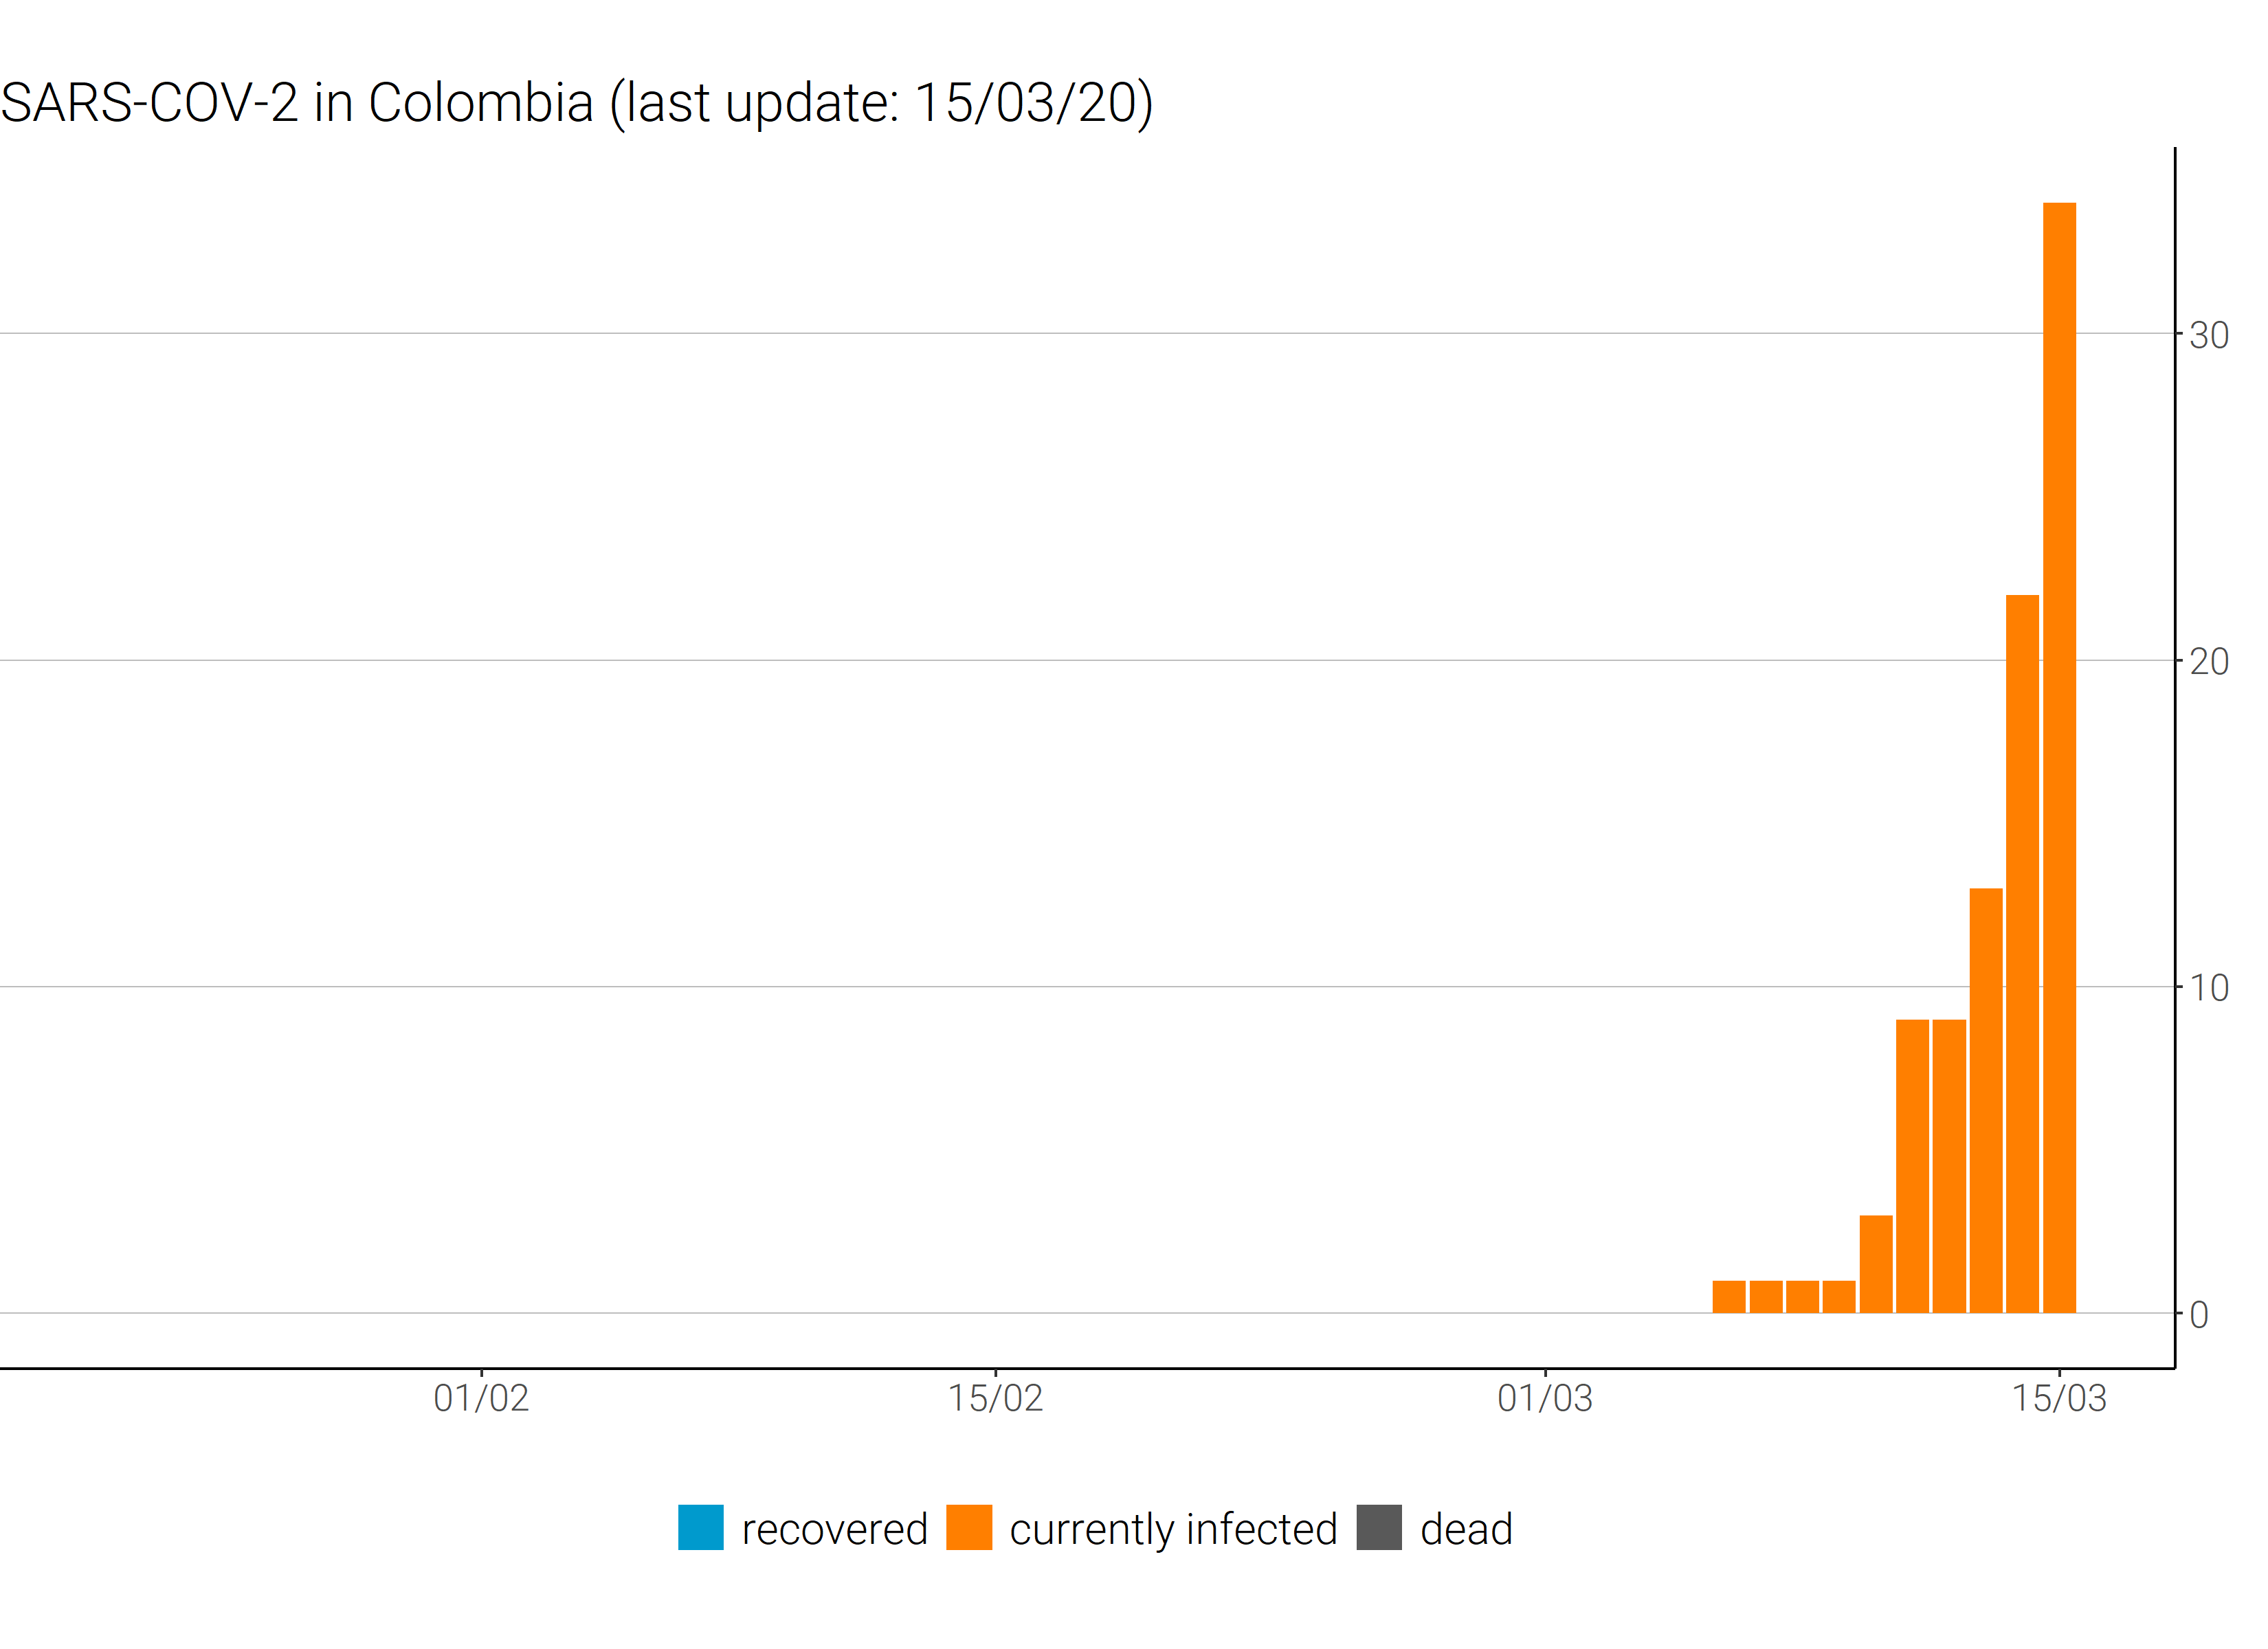 SARS-COV-2 in Colombia (last update: 15/03/20)
30
20
10
0
01/02 15/02 01/03 15/03
recovered currently infected dead